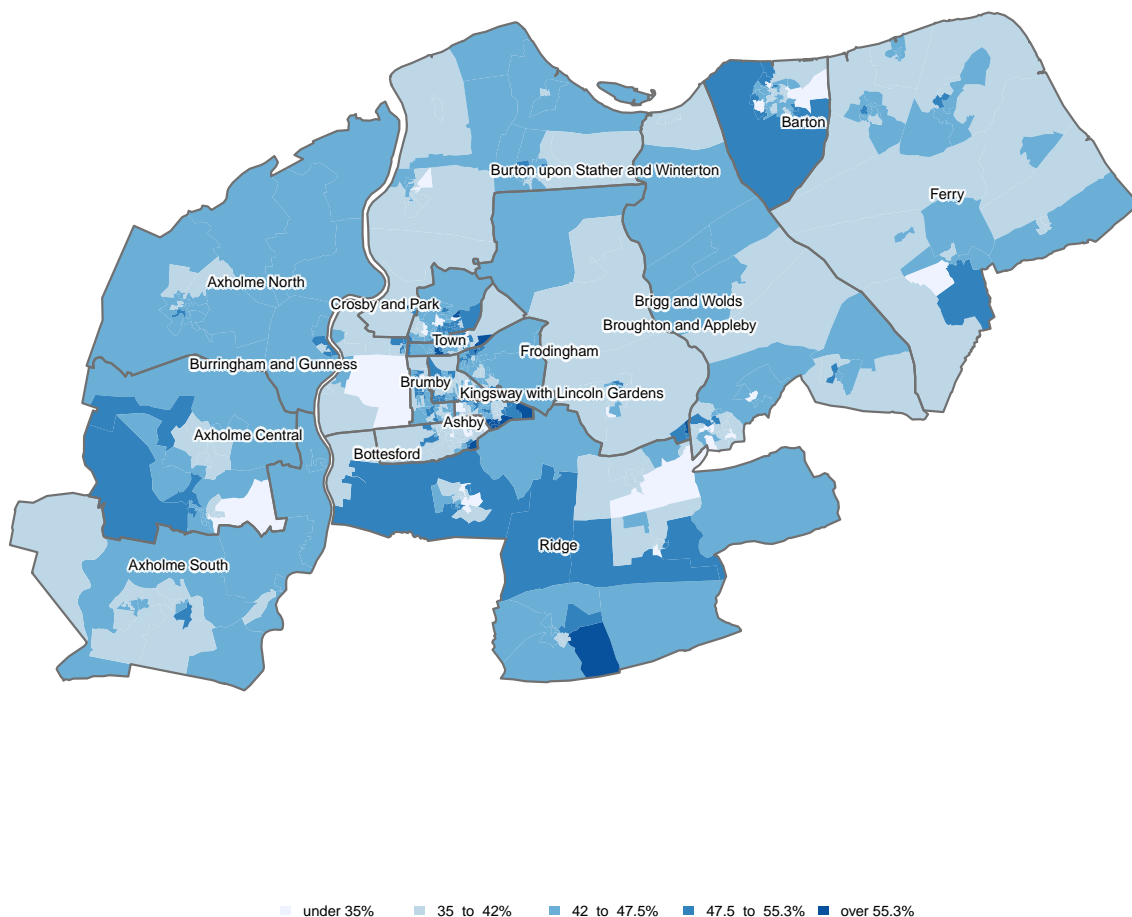 Barton
Burton upon Stather and Winterton
Ferry
Axholme North
Crosby and Park
Brigg and Wolds
Broughton and Appleby
Town
Frodingham
Burringham and Gunness
Brumby
Kingsway with Lincoln Gardens
Ashby
Axholme Central
Bottesford
Ridge
Axholme South
under 35%
35 to 42%
42 to 47.5%
47.5 to 55.3%
over 55.3%